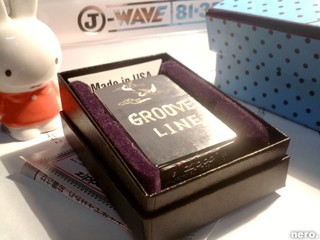 J-WAVE 81.3
Made in USA
GROOVE
LINE
nero.